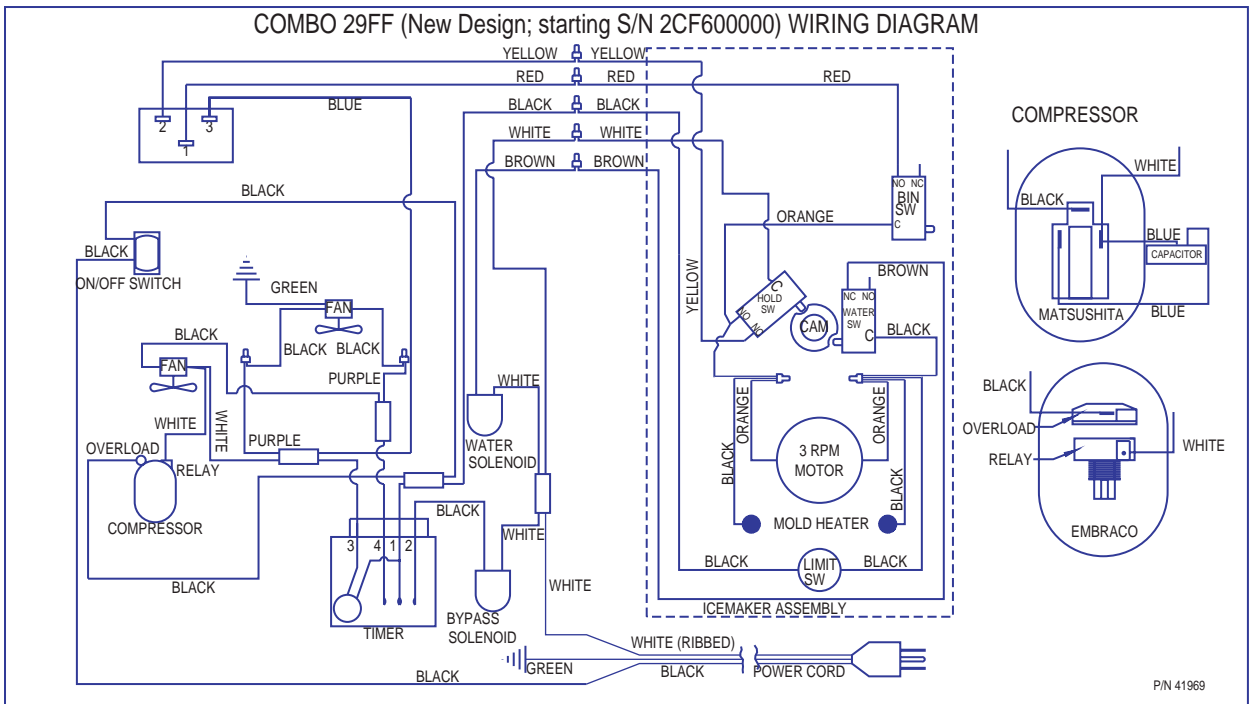 COMBO 29FF (New Design; starting S/N 2CF600000) WIRING DIAGRAM
YELLOW YELLOW
RED RED RED
BLUE
BLACK BLACK
WHITE WHITE
BROWN BROWN
2 1 3
BLACK
BLACK
ON/OFF SWITCH
GREEN
FAN
BLACK BLACK
BLACK
FAN
PURPLE
WHITE
WHITE
PURPLE
OVERLOAD
RELAY
COMPRESSOR
BLACK
3 4 1 2
TIMER
BLACK
WHITE
WATER
SOLENOID
WHITE
BYPASS
SOLENOID
WHITE
NO NC
BIN
SW
C
ORANGE
YELLOW
C
HOLD
SW
NO
NO
CAM
BROWN
NC NO
WATER
SW
C
BLACK
ORANGE
ORANGE
BLACK
BLACK
3 RPM
MOTOR
MOLD HEATER
BLACK
LIMIT
SW
BLACK
ICEMAKER ASSEMBLY
WHITE (RIBBED)
GREEN
BLACK
BLACK
POWER CORD
COMPRESSOR
WHITE
BLACK
BLUE
CAPACITOR
MATSUSHITA
BLUE
BLACK
OVERLOAD
RELAY
WHITE
EMBRACO
P/N 41969